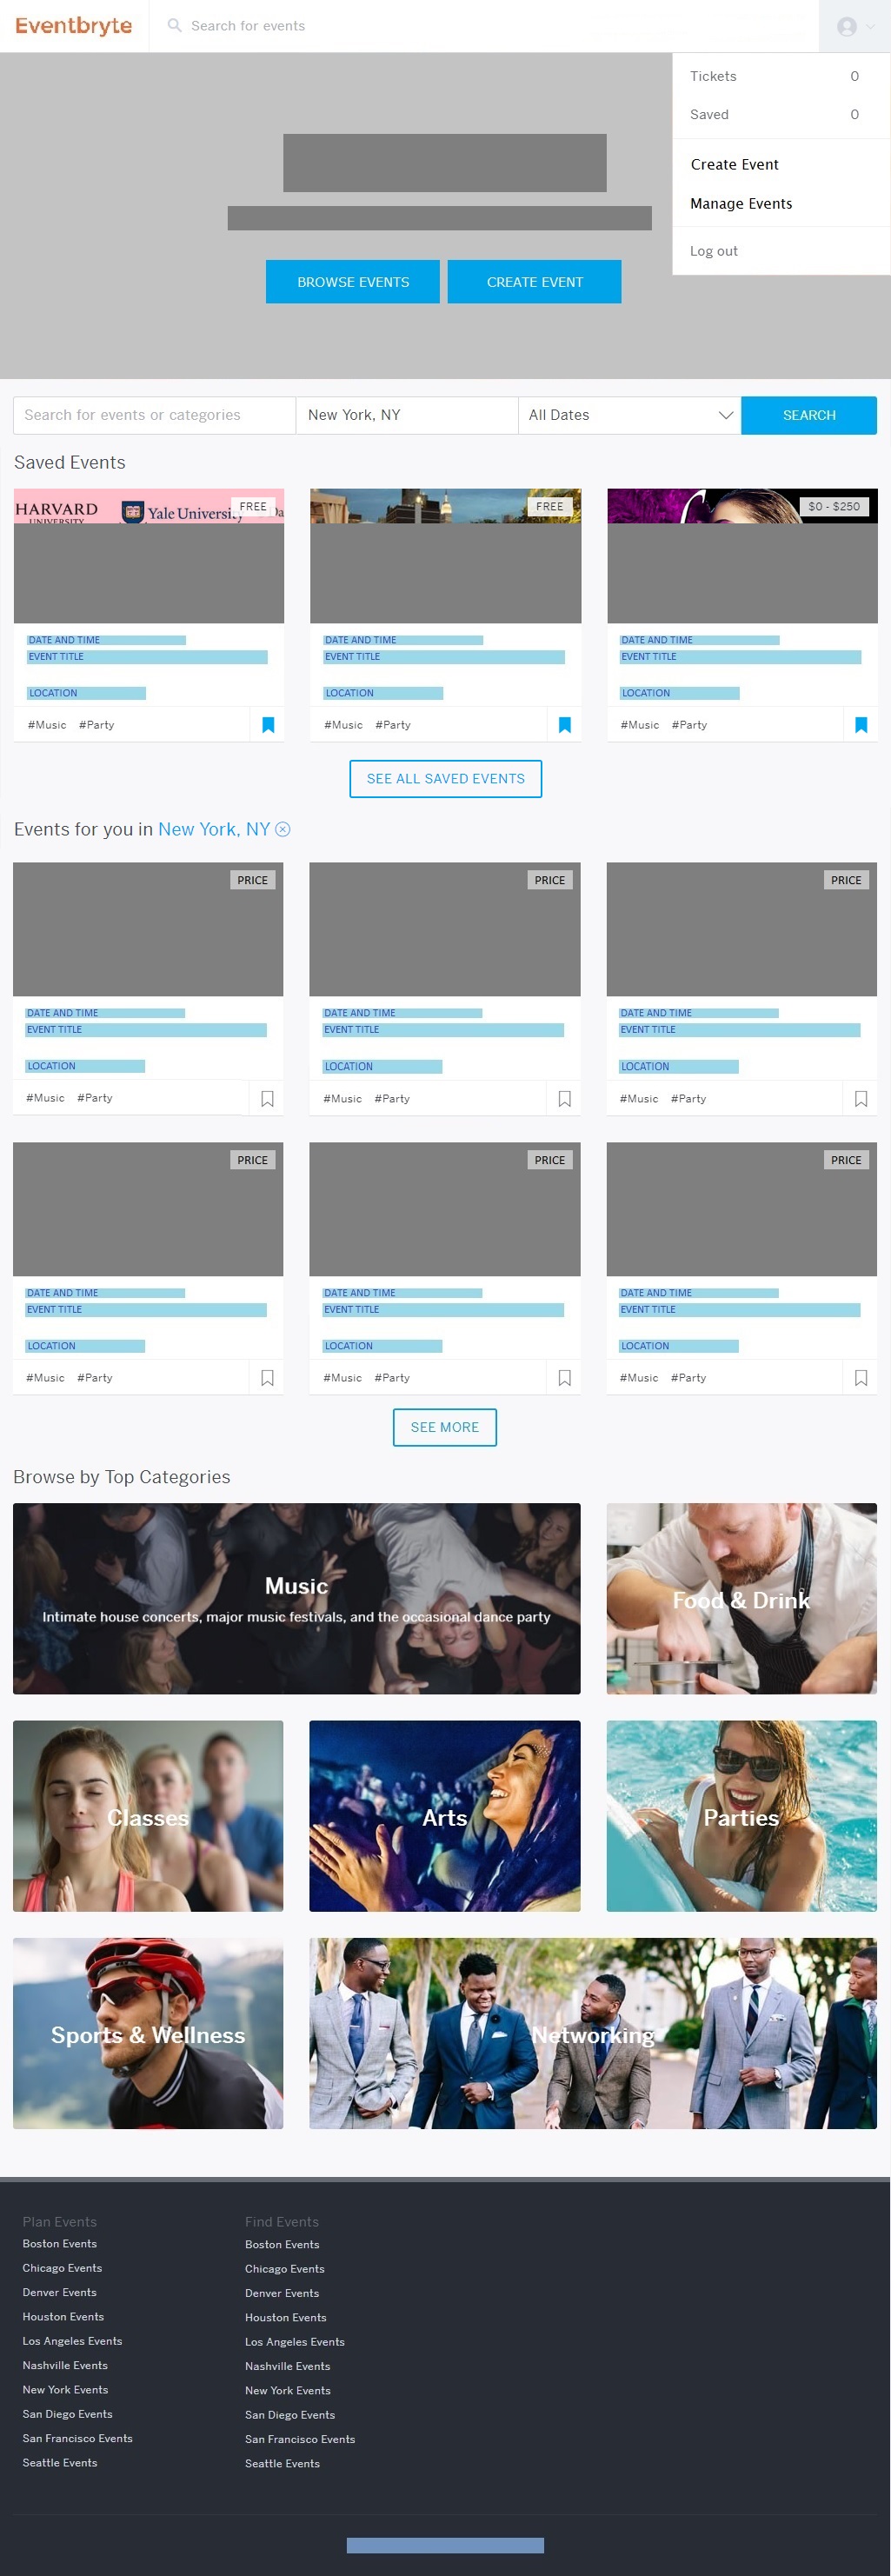 Eventbryte
Search for events
Tickets 0
Saved 0
Create Event
Manage Events
Log out
BROWSE EVENTS
CREATE EVENT
Search for events or categories
New York, NY
All Dates
SEARCH
Saved Events
HARVARD
UNIVERSITY
Yale University
FREE
FREE
$0 - $250
DATE AND TIME
EVENT TITLE
LOCATION
#Music #Party
DATE AND TIME
EVENT TITLE
LOCATION
#Music #Party
DATE AND TIME
EVENT TITLE
LOCATION
#Music #Party
SEE ALL SAVED EVENTS
Events for you in New York, NY
PRICE
DATE AND TIME
EVENT TITLE
LOCATION
#Music #Party
PRICE
DATE AND TIME
EVENT TITLE
LOCATION
#Music #Party
PRICE
DATE AND TIME
EVENT TITLE
LOCATION
#Music #Party
PRICE
DATE AND TIME
EVENT TITLE
LOCATION
#Music #Party
PRICE
DATE AND TIME
EVENT TITLE
LOCATION
#Music #Party
PRICE
DATE AND TIME
EVENT TITLE
LOCATION
#Music #Party
SEE MORE
Browse by Top Categories
Music
Intimate house concerts, major music festivals, and the occasional dance party
Food & Drink
Classes
Arts
Parties
Sports & Wellness
Networking
Plan Events
Boston Events
Chicago Events
Denver Events
Houston Events
Los Angeles Events
Nashville Events
New York Events
San Diego Events
San Francisco Events
Seattle Events
Find Events
Boston Events
Chicago Events
Denver Events
Houston Events
Los Angeles Events
Nashville Events
New York Events
San Diego Events
San Francisco Events
Seattle Events